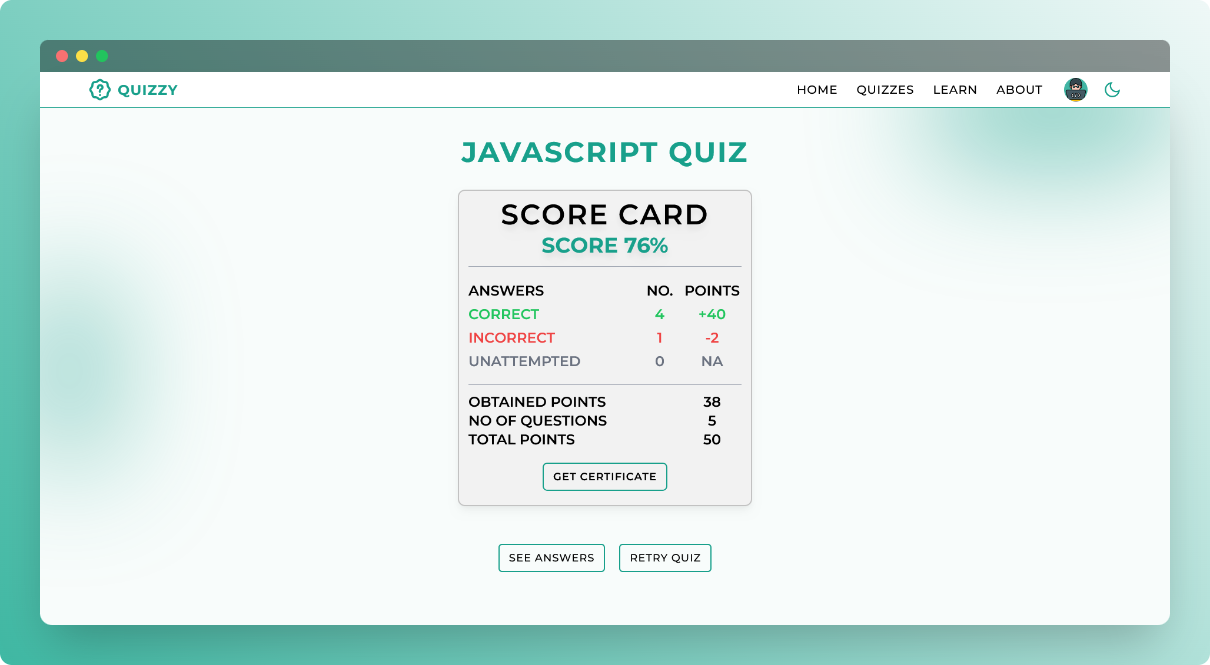 QUIZZY HOME QUIZZES LEARN ABOUT
JAVASCRIPT QUIZ
SCORE CARD
SCORE 76%
ANSWERS NO. POINTS
CORRECT 4 +40
INCORRECT 1 -2
UNATTEMPTED 0 NA
OBTAINED POINTS 38
NO OF QUESTIONS 5
TOTAL POINTS 50
GET CERTIFICATE
SEE ANSWERS RETRY QUIZ